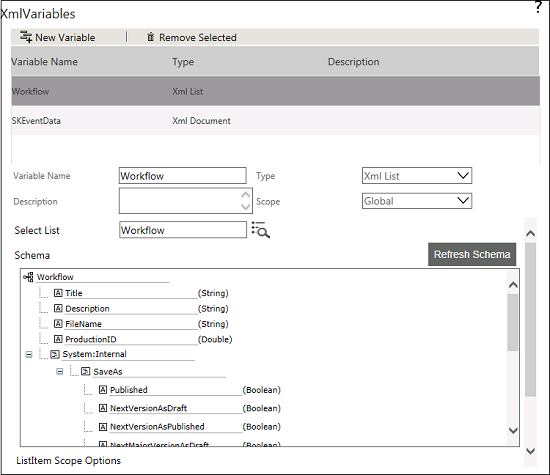 XmlVariables ?
New Variable | Remove Selected
Variable Name Type Description
Workflow Xml List
SKEventData Xml Document
Variable Name Workflow Type Xml List
Description Scope Global
Select List Workflow
Schema Refresh Schema
Workflow
A Title (String)
A Description (String)
A FileName (String)
A ProductionID (Double)
System:Internal
SaveAs
A Published (Boolean)
A NextVersionAsDraft (Boolean)
A NextVersionAsPublished (Boolean)
A NextMajorVersionAsDraft (Boolean)
ListItem Scope Options